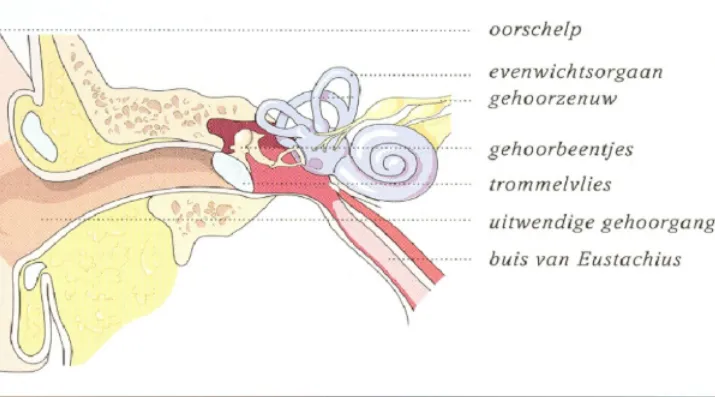 oorschelp
evenwichtsorgaan
gehoorzenuw
gehoorbeentjes
trommelvlies
uitwendige gehoorgang
buis van Eustachius